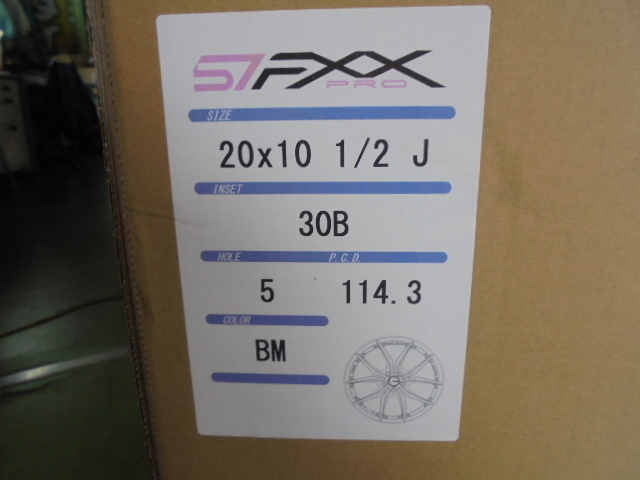 57FXX
PRO
SIZE
20x10 1/2 J
INSET
30B
HOLE P.C.D.
5 114.3
COLOR
BM